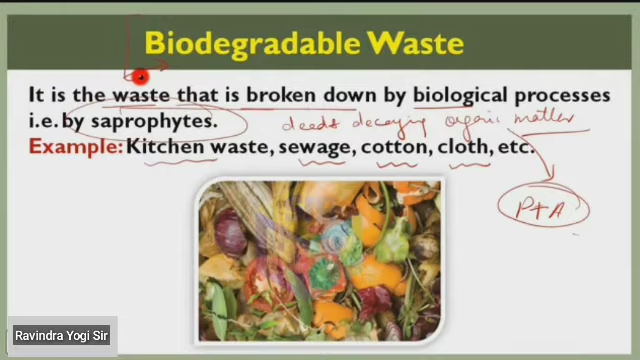 Biodegradable Waste
It is the waste that is broken down by biological processes
i.e. by saprophytes.
dead & decaying organic matter
Example: Kitchen waste, sewage, cotton, cloth, etc.
P+A
Ravindra Yogi Sir